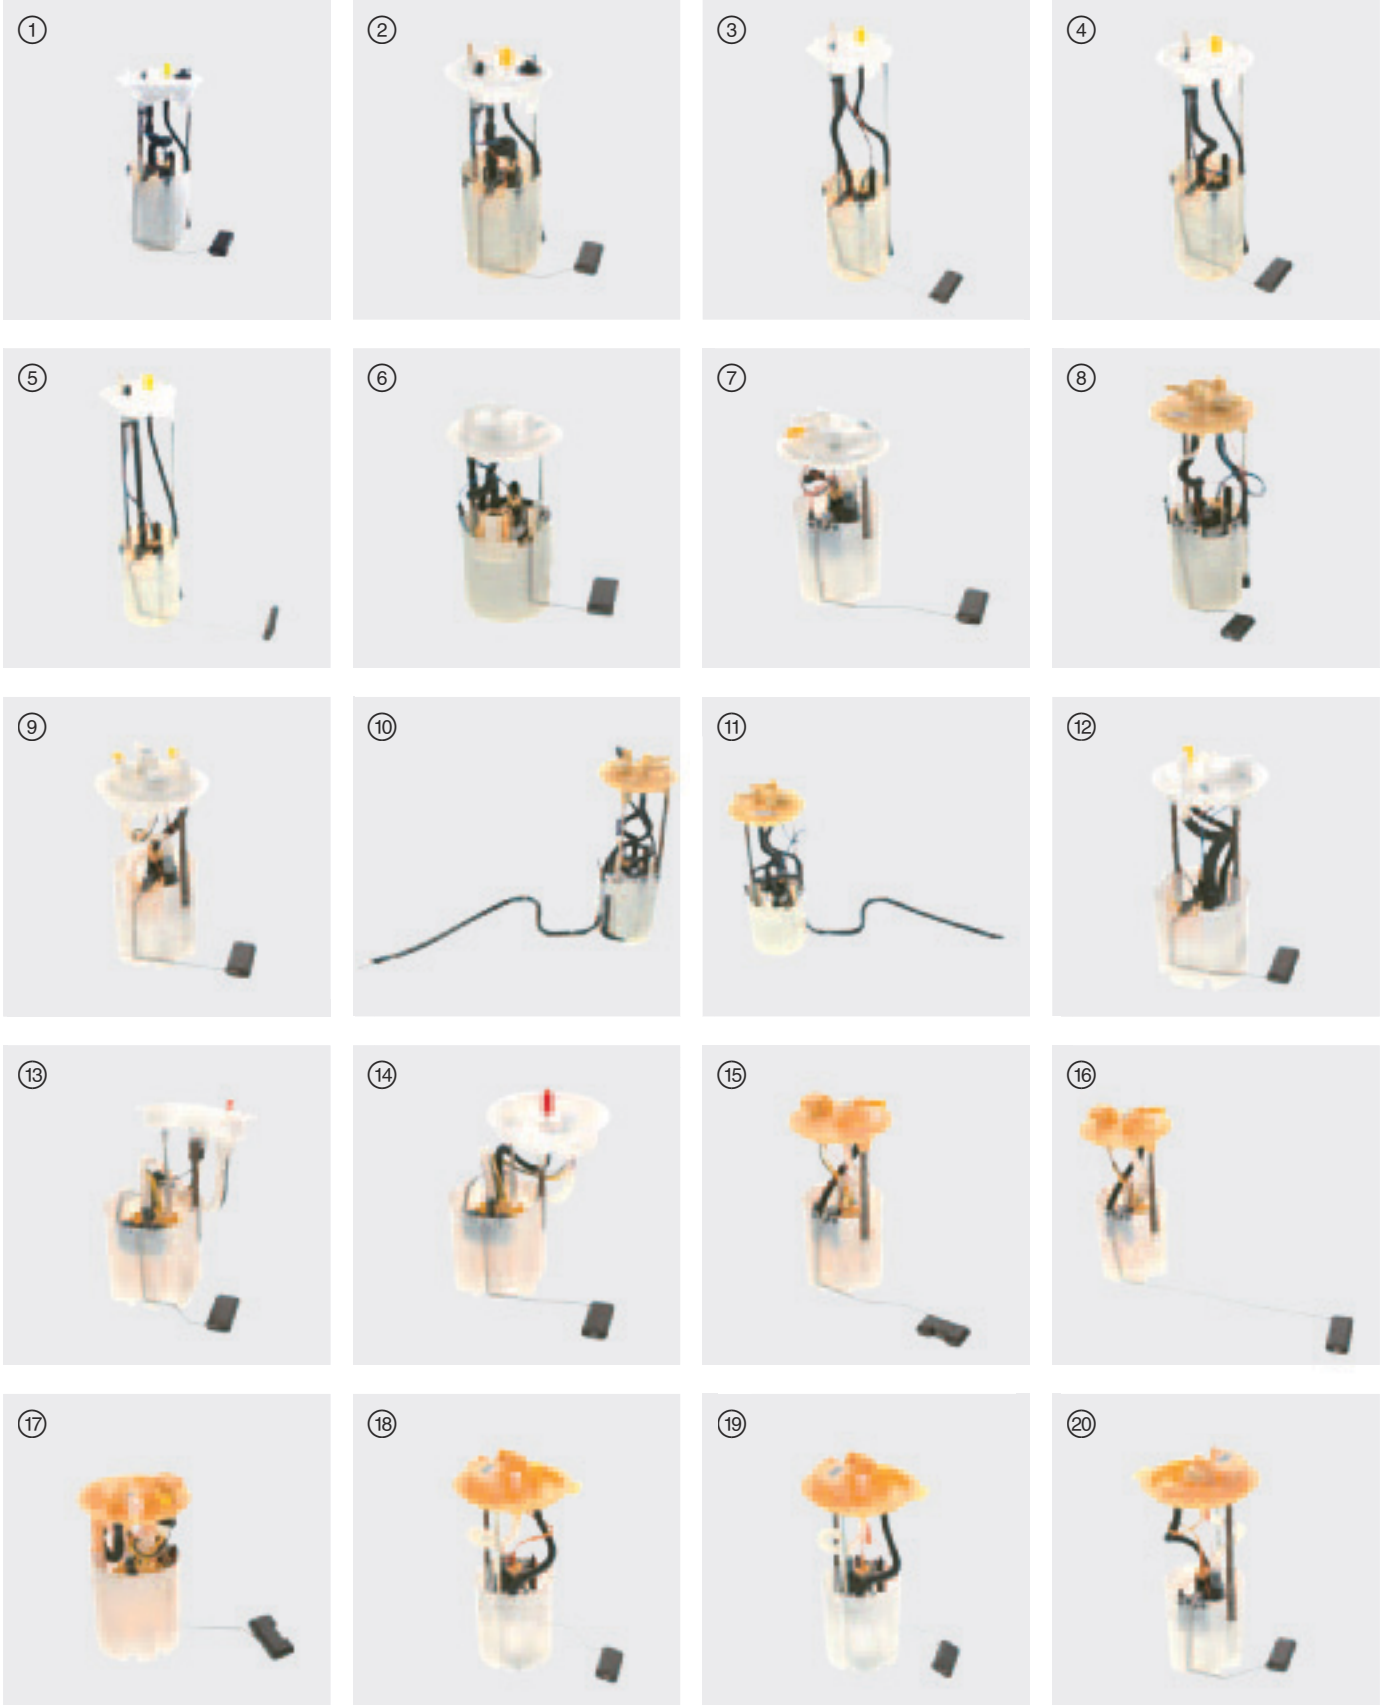 ① ② ③ ④
⑤ ⑥ ⑦ ⑧
⑨ ⑩ ⑪ ⑫
⑬ ⑭ ⑮ ⑯
⑰ ⑱ ⑲ ⑳